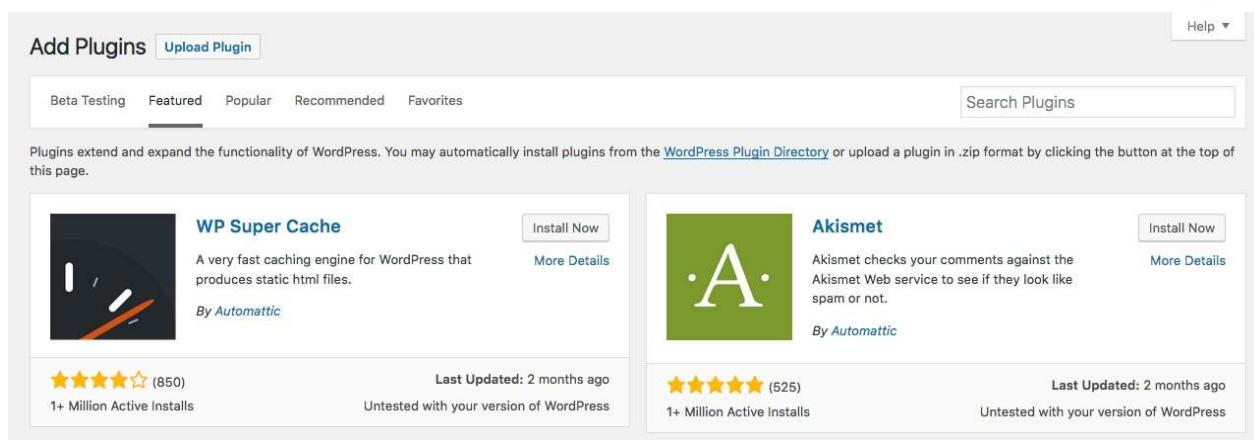 Help ▼
Add Plugins Upload Plugin
Beta Testing Featured Popular Recommended Favorites Search Plugins
Plugins extend and expand the functionality of WordPress. You may automatically install plugins from the WordPress Plugin Directory or upload a plugin in .zip format by clicking the button at the top of
this page.
WP Super Cache
Install Now
A very fast caching engine for WordPress that
More Details
produces static html files.
By Automattic
(850)
Last Updated: 2 months ago
1+ Million Active Installs
Untested with your version of WordPress
·A·
Akismet
Install Now
Akismet checks your comments against the
More Details
Akismet Web service to see if they look like
spam or not.
By Automattic
(525)
Last Updated: 2 months ago
1+ Million Active Installs
Untested with your version of WordPress